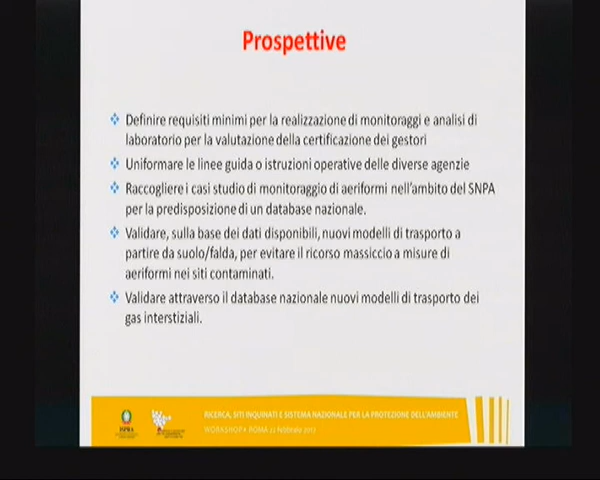 Prospettive
Definire requisiti minimi per la realizzazione di monitoraggi e analisi di
laboratorio per la valutazione della certificazione dei gestori
Uniformare le linee guida o istruzioni operative delle diverse agenzie
Raccogliere i casi studio di monitoraggio di aeriformi nell'ambito del SNPA
per la predisposizione di un database nazionale.
Validare, sulla base dei dati disponibili, nuovi modelli di trasporto a
partire da suolo/falda, per evitare il ricorso massiccio a misure di
aeriformi nei siti contaminati.
Validare attraverso il database nazionale nuovi modelli di trasporto dei
gas interstiziali.
RICERCA, SITI INQUINATI E SISTEMA NAZIONALE PER LA PROTEZIONE DELL'AMBIENTE
WORKSHOP ROMA febbraio
ISPRA